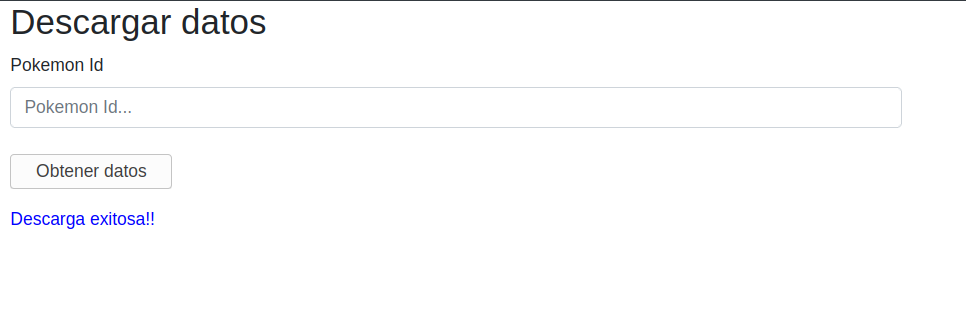 Descargar datos
Pokemon Id
Pokemon Id...
Obtener datos
Descarga exitosa!!